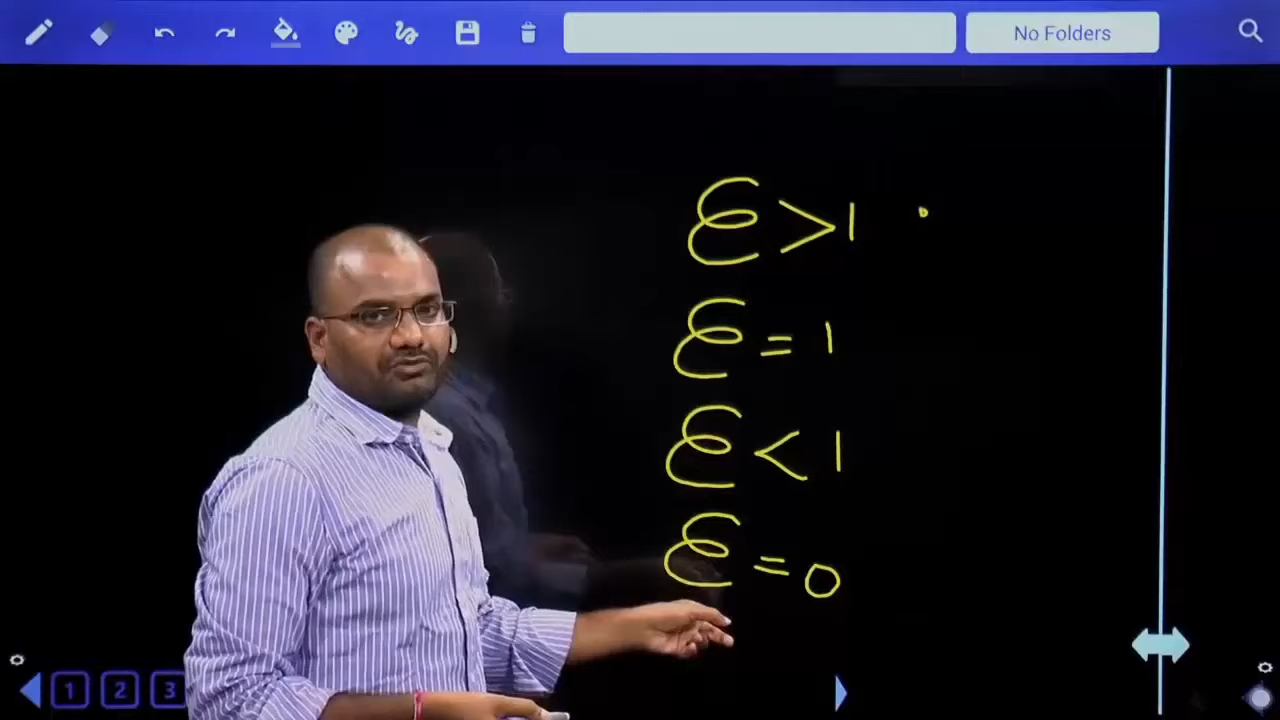 No Folders
Ɛ > 1 .
Ɛ = 1
Ɛ < 1
Ɛ = 0
1 2 3